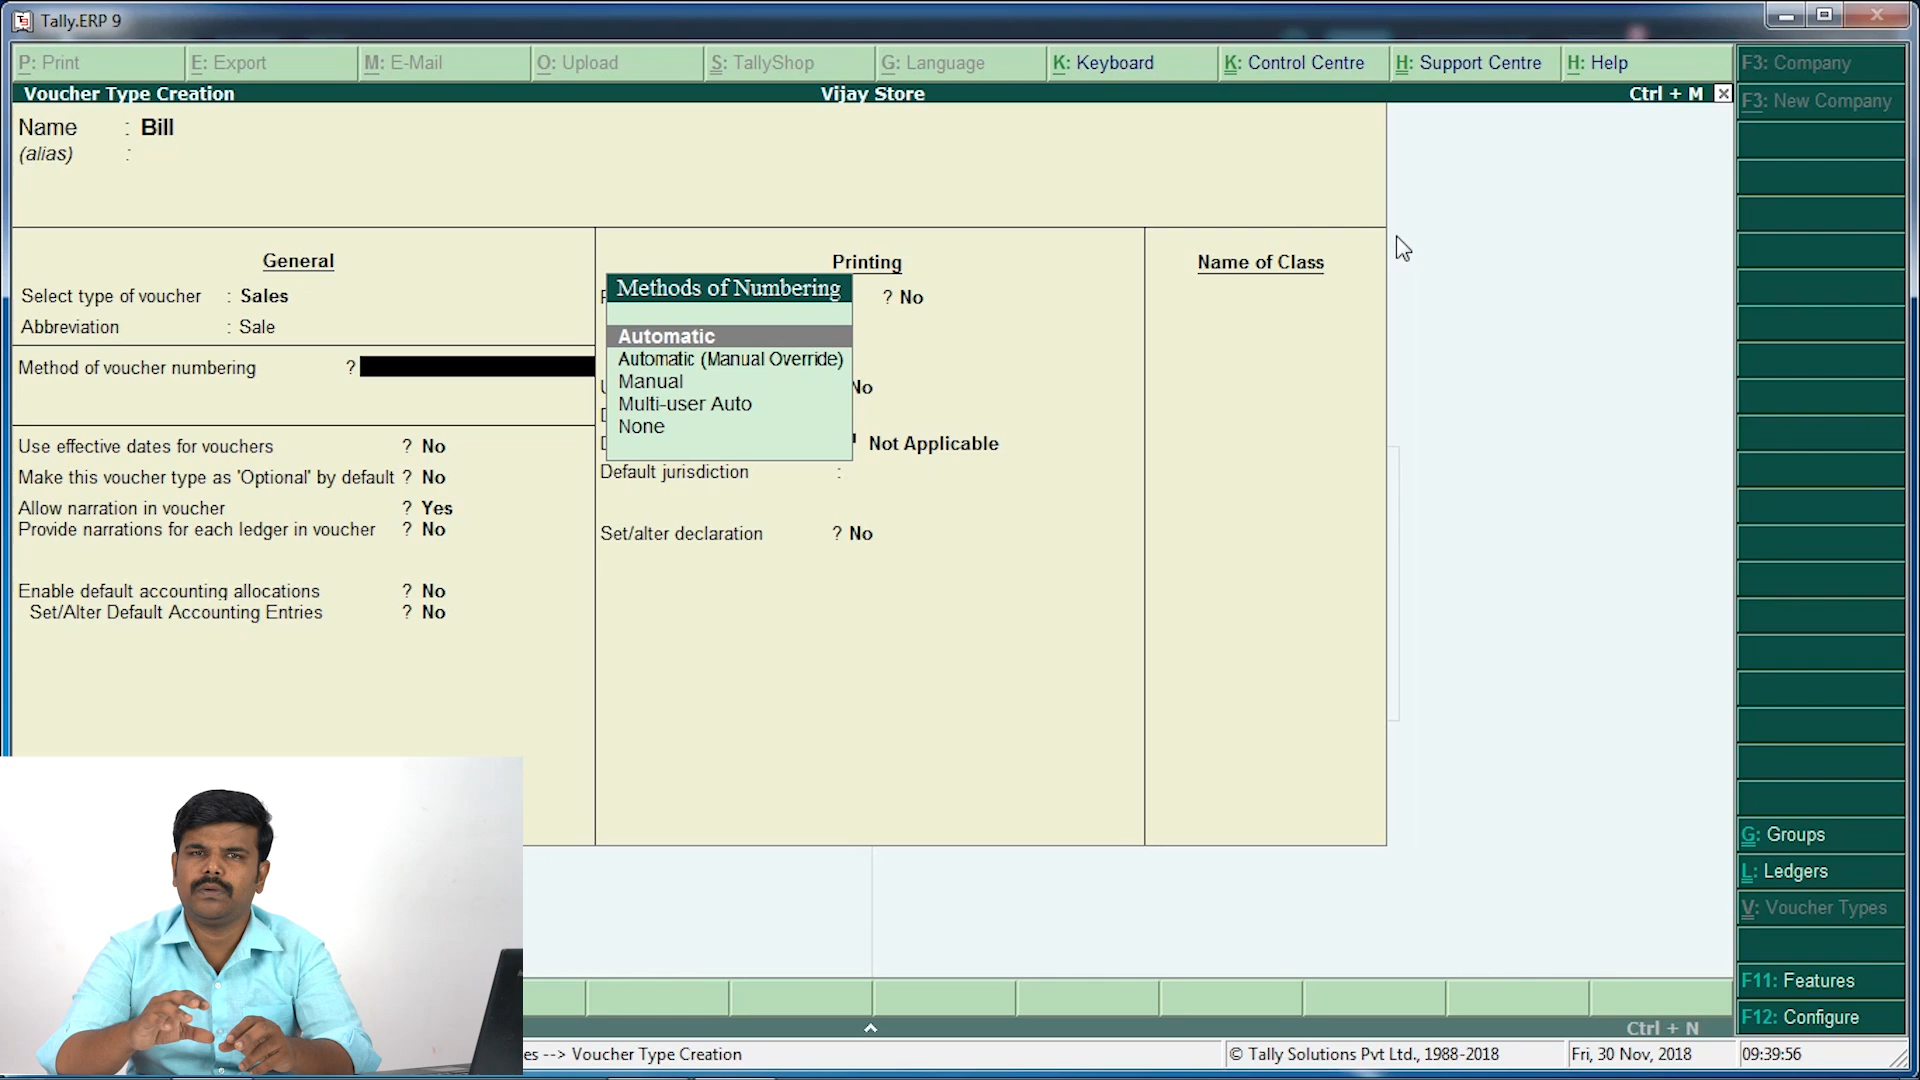 Tally.ERP 9
P: Print
E: Export
M: E-Mail
O: Upload
S: TallyShop
G: Language
K: Keyboard
K: Control Centre
H: Support Centre
H: Help
F3: Company
F3: New Company
Voucher Type Creation
Vijay Store
Ctrl + M
Name : Bill
(alias) :
General
Select type of voucher : Sales
Abbreviation : Sale
Method of voucher numbering ?
Use effective dates for vouchers ? No
Make this voucher type as 'Optional' by default ? No
Allow narration in voucher ? Yes
Provide narrations for each ledger in voucher ? No
Enable default accounting allocations ? No
Set/Alter Default Accounting Entries ? No
Printing
? No
Methods of Numbering
Automatic
Automatic (Manual Override)
Manual
Multi-user Auto
None
No
Not Applicable
Default jurisdiction :
Set/alter declaration ? No
Name of Class
G: Groups
L: Ledgers
V: Voucher Types
F11: Features
F12: Configure
Ctrl + N
es --> Voucher Type Creation
© Tally Solutions Pvt Ltd., 1988-2018
Fri, 30 Nov, 2018
09:39:56